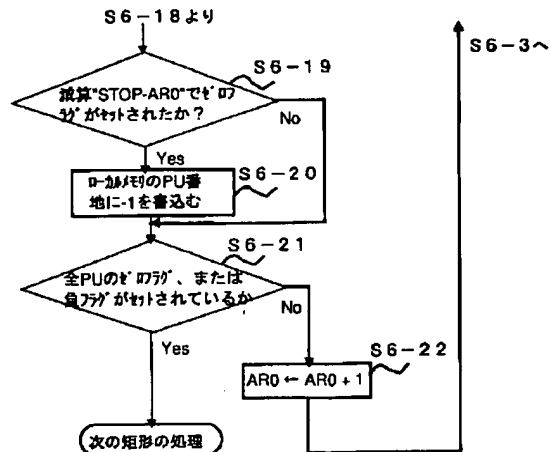 S6-18より
S6-3へ
S6-19
減算"STOP-AR0"でｾﾞﾛﾌ
ﾗｸﾞがｾｯﾄされたか？
No
Yes
S6-20
ﾛｰｶﾙﾒﾓﾘのPU番
地に-1を書込む
S6-21
全PUのｾﾞﾛﾌﾗｸﾞ、または
負ﾌﾗｸﾞがｾｯﾄされているか
No
Yes
S6-22
AR0 ← AR0 + 1
次の矩形の処理